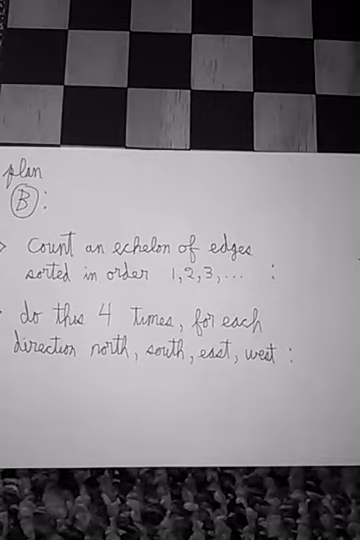 plan
B:
> Count an echelon of edges
sorted in order 1,2,3,... :
- do this 4 times, for each
direction north, south, east, west :